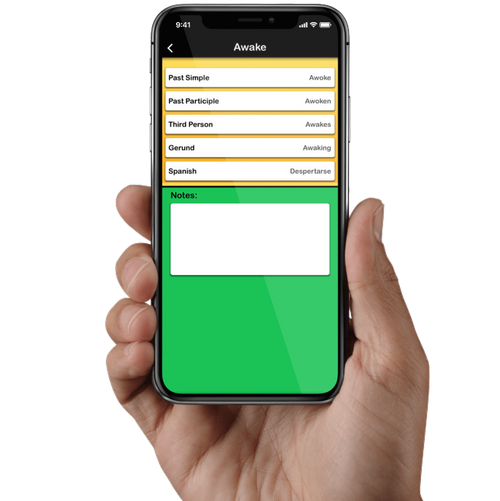 9:41
Awake
Past Simple Awoke
Past Participle Awoken
Third Person Awakes
Gerund Awaking
Spanish Despertarse
Notes: